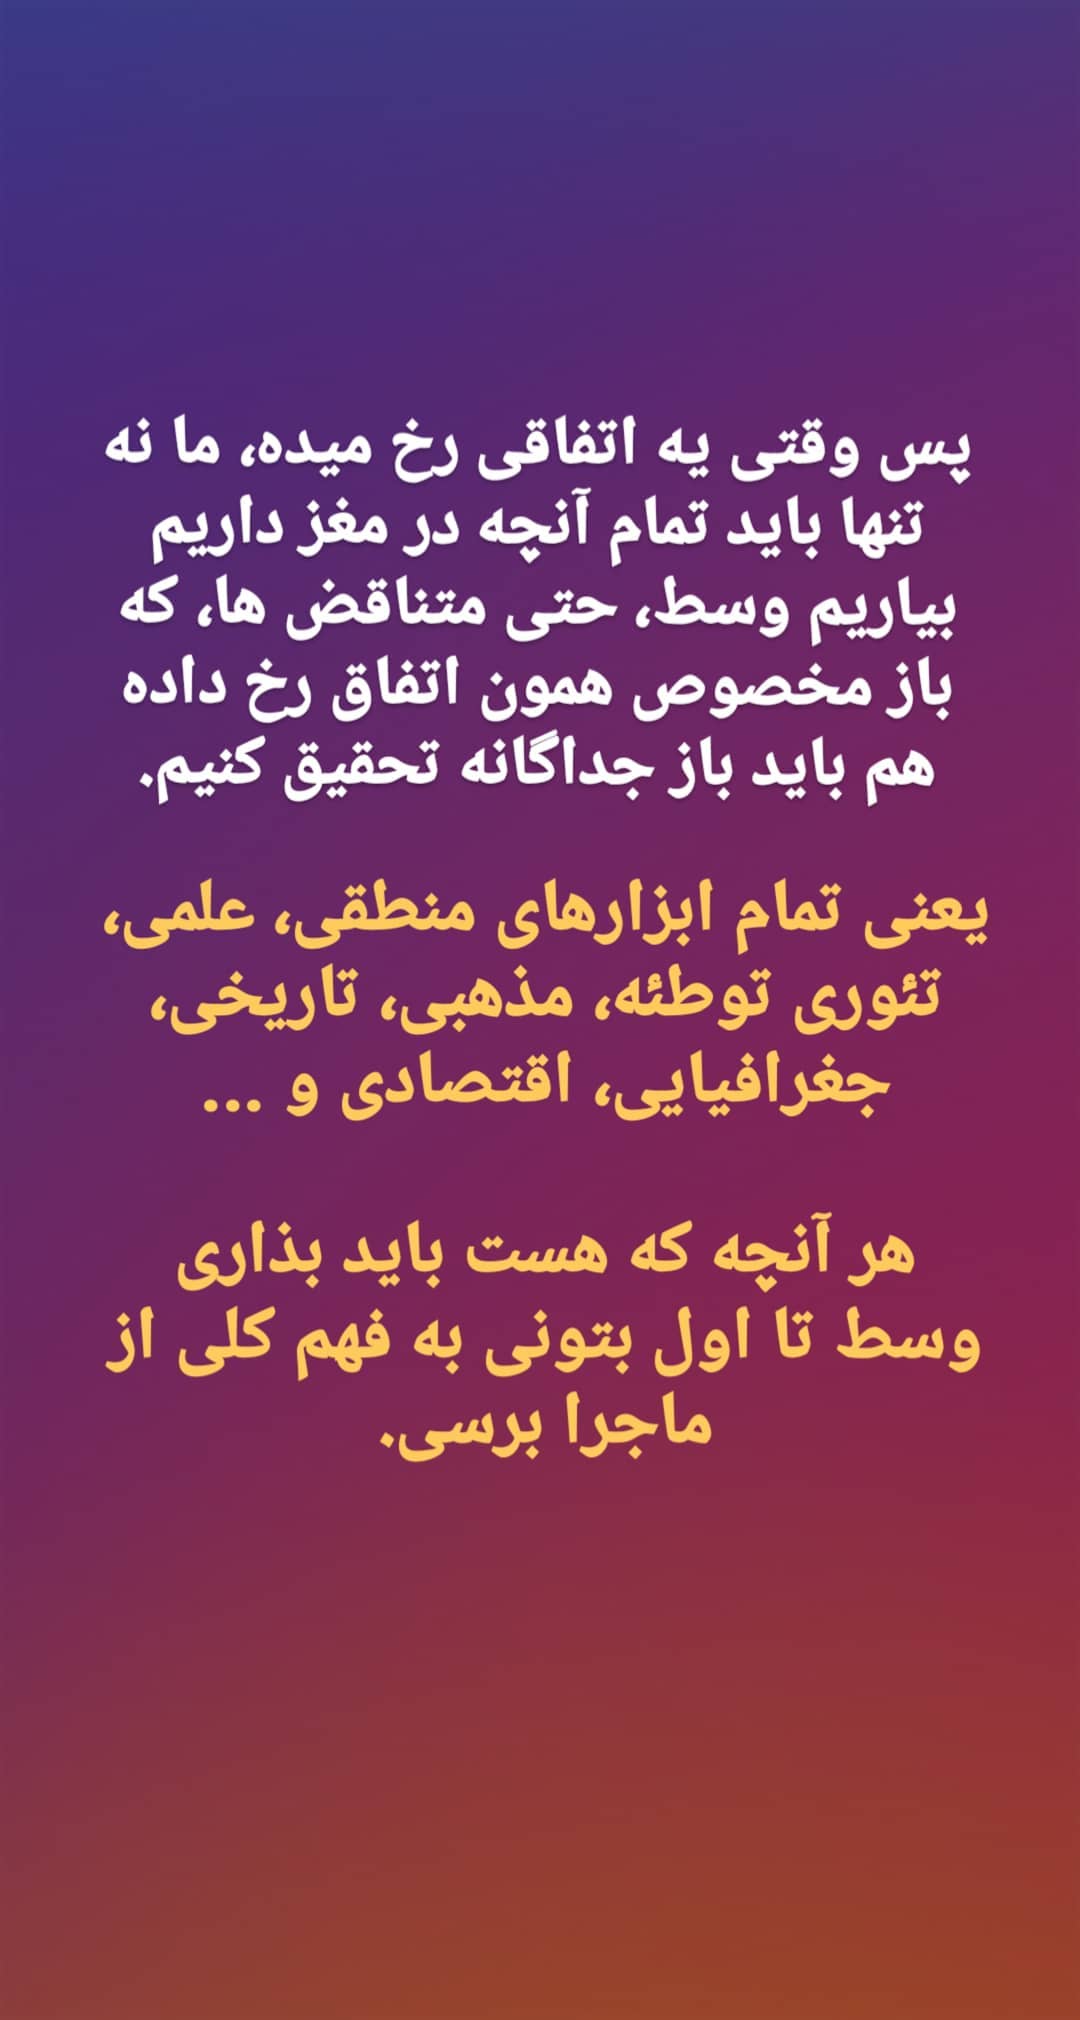 پس وقتی یه اتفاقی رخ میده، ما نه
تنها باید تمام آنچه در مغز داریم
بیاریم وسط، حتی متناقض ها، که
باز مخصوص همون اتفاق رخ داده
هم باید باز جداگانه تحقیق کنیم.
یعنی تمام ابزارهای منطقی، علمی،
تئوری توطئه، مذهبی، تاریخی،
جغرافیایی، اقتصادی و ...
هر آنچه که هست باید بذاری
وسط تا اول بتونی به فهم کلی از
ماجرا برسی.